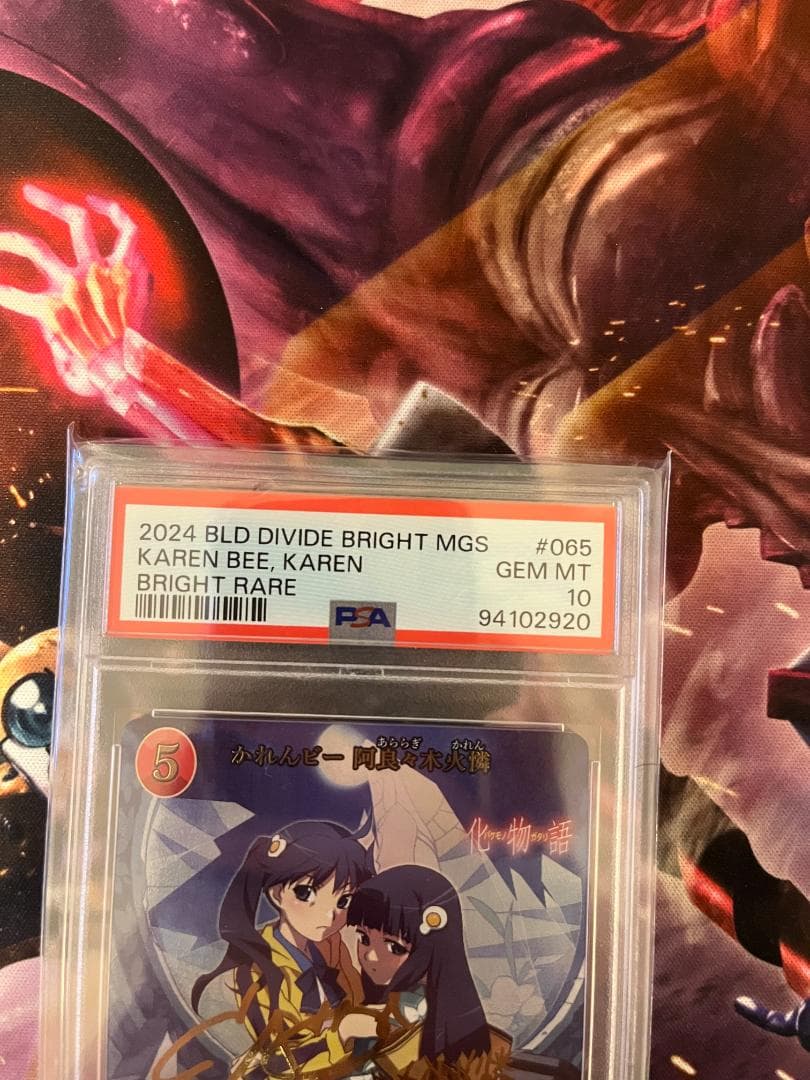 2024 BLD DIVIDE BRIGHT MGS #065
KAREN BEE, KAREN GEM MT
BRIGHT RARE 10
PSA 94102920
5
あららぎ かれん
かれんビー 阿良々木火憐
化物語
バケモノガタリ